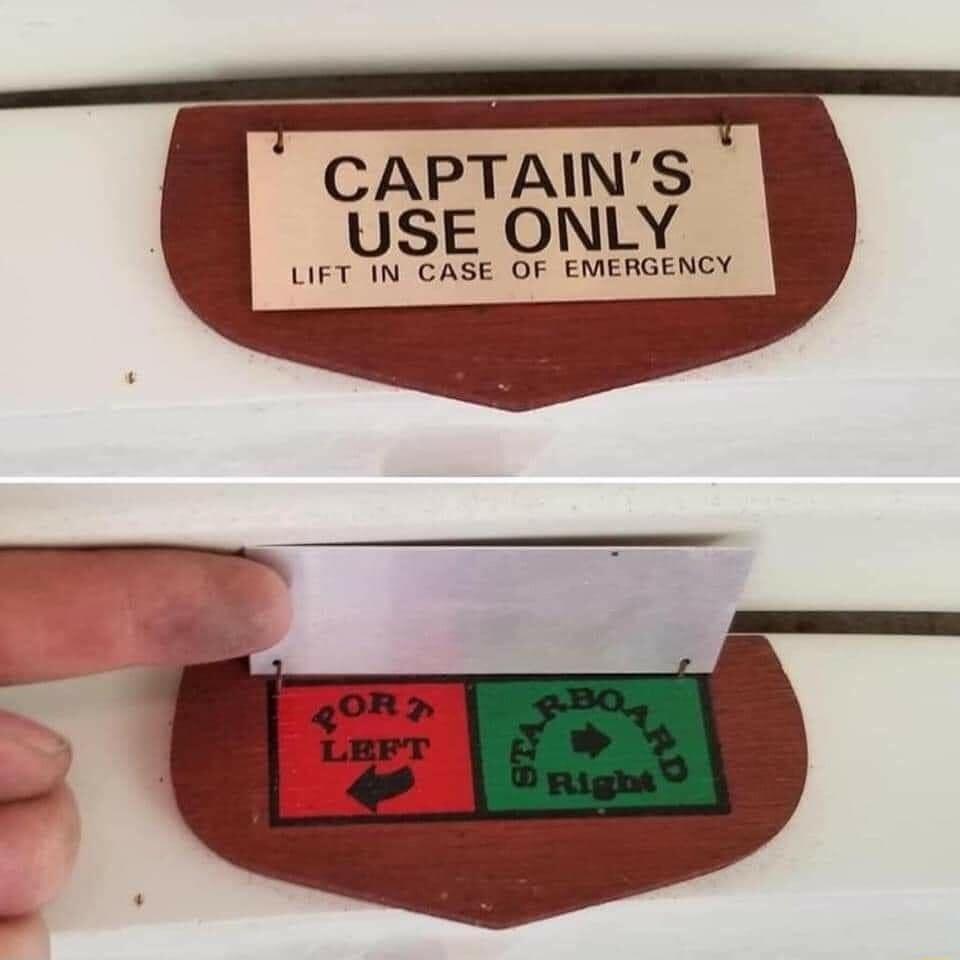 CAPTAIN'S
USE ONLY
LIFT IN CASE OF EMERGENCY
PORT
LEFT
STARBOARD
Right